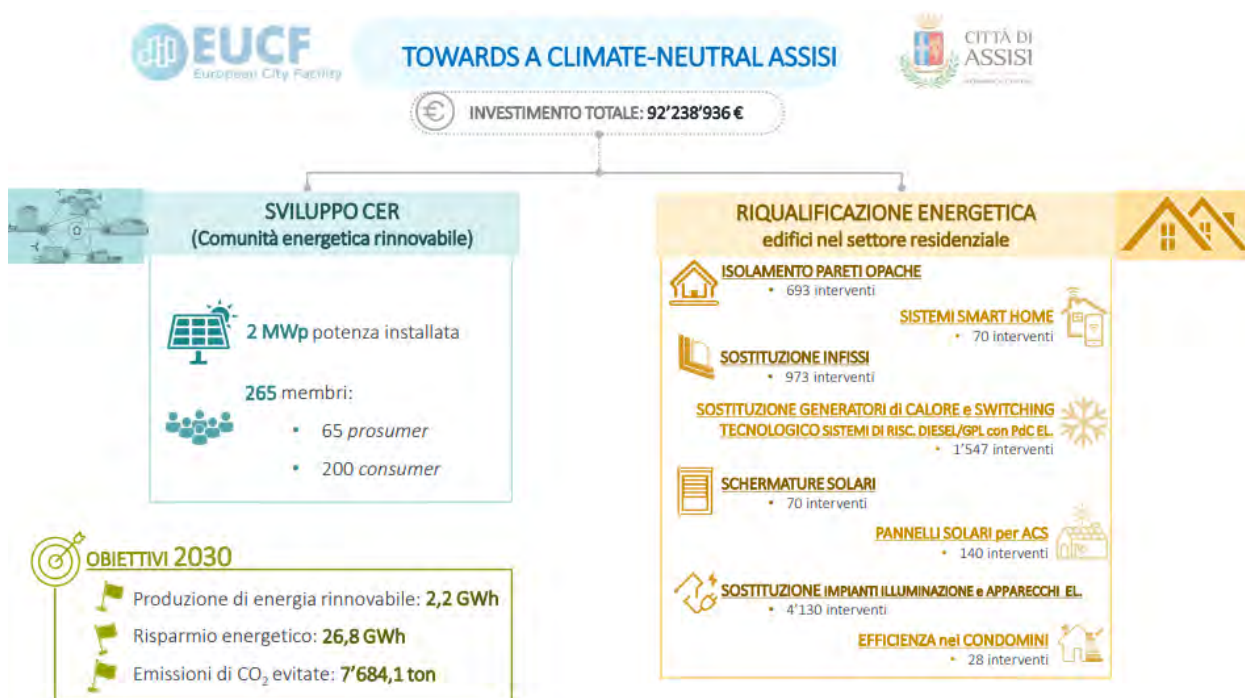 EUCF
European City Facility
TOWARDS A CLIMATE-NEUTRAL ASSISI
CITTÀ DI
ASSISI
INVESTIMENTO TOTALE: 92'238'936 €
SVILUPPO CER
(Comunità energetica rinnovabile)
2 MWp potenza installata
265 membri:
• 65 prosumer
• 200 consumer
OBIETTIVI 2030
Produzione di energia rinnovabile: 2,2 GWh
Risparmio energetico: 26,8 GWh
Emissioni di CO₂ evitate: 7'684,1 ton
RIQUALIFICAZIONE ENERGETICA
edifici nel settore residenziale
ISOLAMENTO PARETI OPACHE
• 693 interventi
SISTEMI SMART HOME
• 70 interventi
SOSTITUZIONE INFISSI
• 973 interventi
SOSTITUZIONE GENERATORI di CALORE e SWITCHING
TECNOLOGICO SISTEMI DI RISC. DIESEL/GPL con PdC EL.
• 1'547 interventi
SCHERMATURE SOLARI
• 70 interventi
PANNELLI SOLARI per ACS
• 140 interventi
SOSTITUZIONE IMPIANTI ILLUMINAZIONE e APPARECCHI EL.
• 4'130 interventi
EFFICIENZA nei CONDOMINI
• 28 interventi